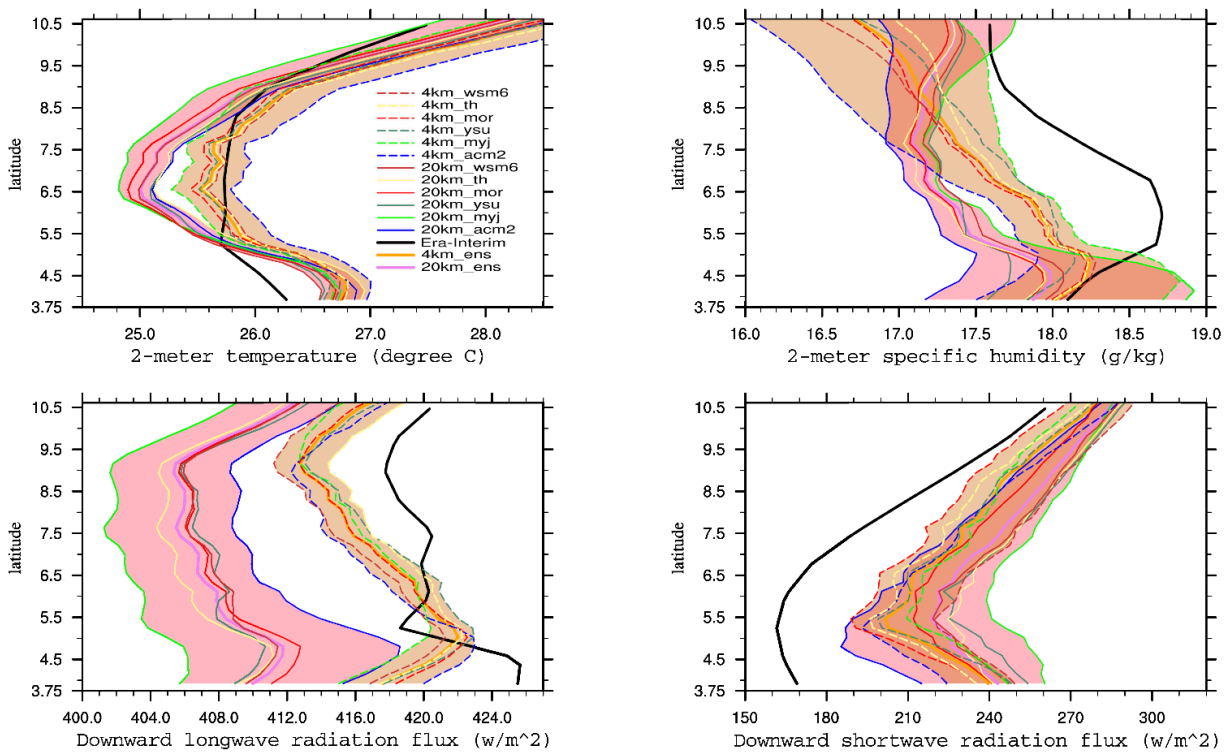 10.5
9.5
8.5
7.5
6.5
5.5
4.5
3.75
latitude
25.0 26.0 27.0 28.0
2-meter temperature (degree C)
4km_wsm6
4km_th
4km_mor
4km_ysu
4km_myj
4km_acm2
20km_wsm6
20km_th
20km_mor
20km_ysu
20km_myj
20km_acm2
Era-Interim
4km_ens
20km_ens
10.5
9.5
8.5
7.5
6.5
5.5
4.5
3.75
latitude
16.0 16.5 17.0 17.5 18.0 18.5 19.0
2-meter specific humidity (g/kg)
10.5
9.5
8.5
7.5
6.5
5.5
4.5
3.75
latitude
400.0 404.0 408.0 412.0 416.0 420.0 424.0
Downward longwave radiation flux (w/m^2)
10.5
9.5
8.5
7.5
6.5
5.5
4.5
3.75
latitude
150 180 210 240 270 300
Downward shortwave radiation flux (w/m^2)